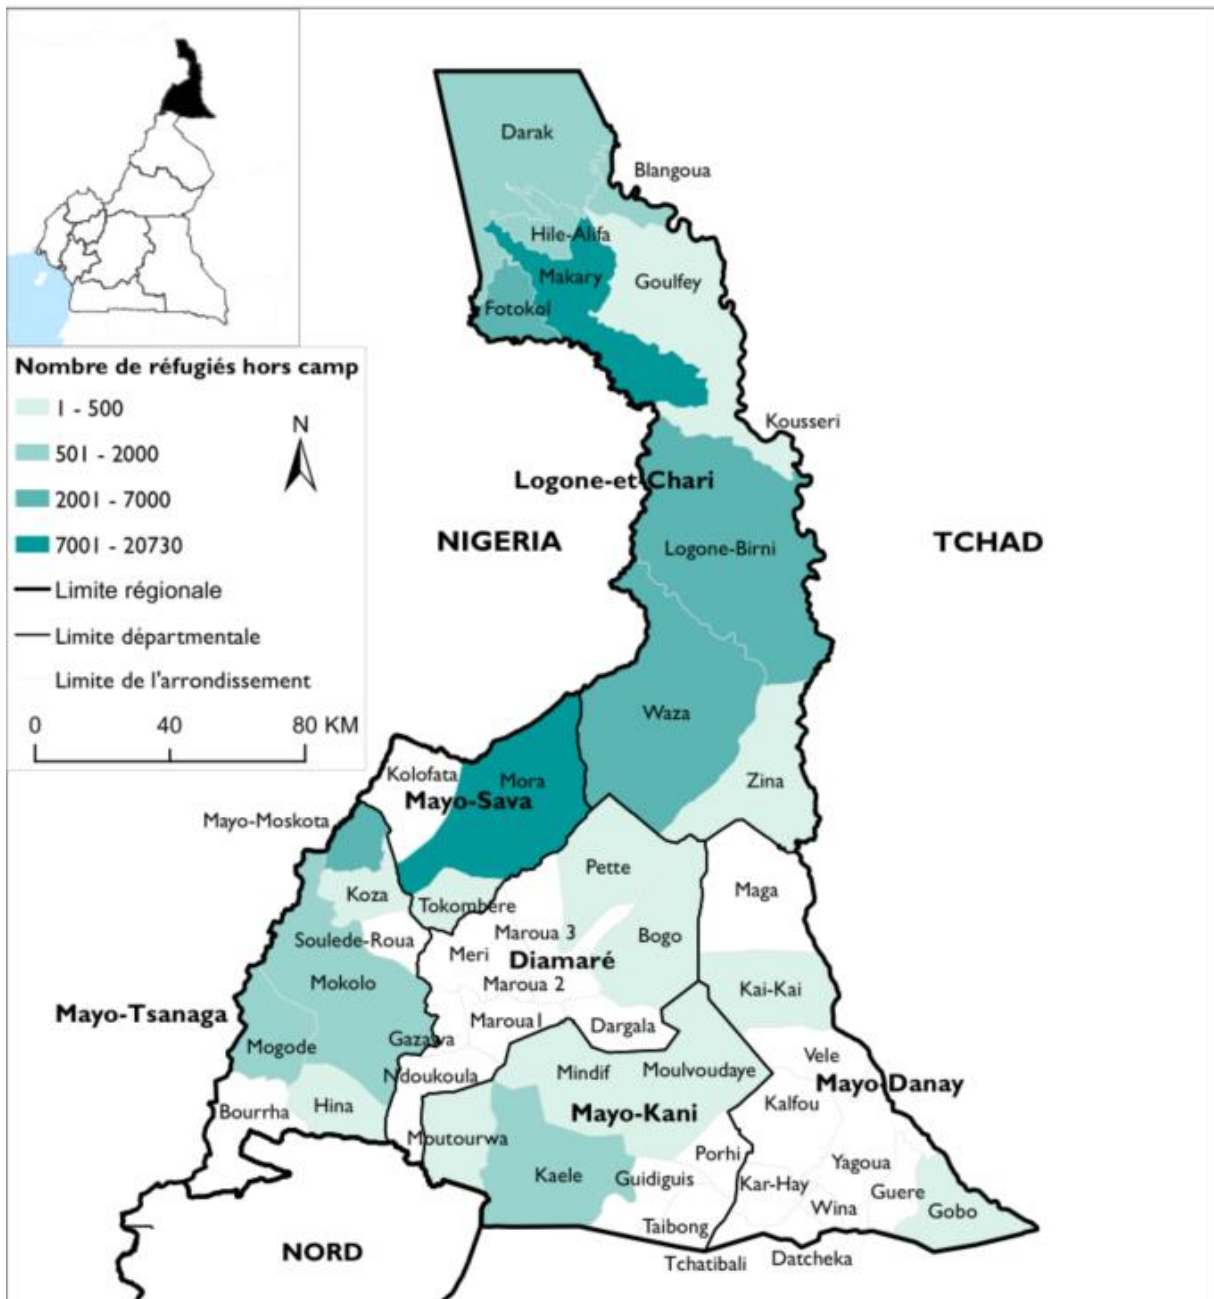 Darak
Blangoua
Hile-Alifa
Makary
Goulfey
Fotokol
Nombre de réfugiés hors camp
1 - 500
501 - 2000
2001 - 7000
7001 - 20730
Limite régionale
Limite départmentale
Limite de l'arrondissement
N
0 40 80 KM
Kousseri
Logone-et-Chari
NIGERIA
TCHAD
Logone-Birni
Waza
Zina
Kolofata
Mora
Mayo-Sava
Mayo-Moskota
Pette
Koza
Maga
Tokombere
Soulede-Roua
Meri
Maroua 3
Bogo
Diamaré
Mokolo
Maroua 2
Kai-Kai
Mayo-Tsanaga
Maroua1
Dargala
Gazawa
Mogode
Vele
Ndoukoula
Mindif
Moulvoudaye
Mayo-Danay
Bourrha
Hina
Mayo-Kani
Kalfou
Moutourwa
Porhi
Kaele
Guidiguis
Yagoua
Kar-Hay
Guere
Wina
Gobo
Taibong
NORD
Tchatibali
Datcheka